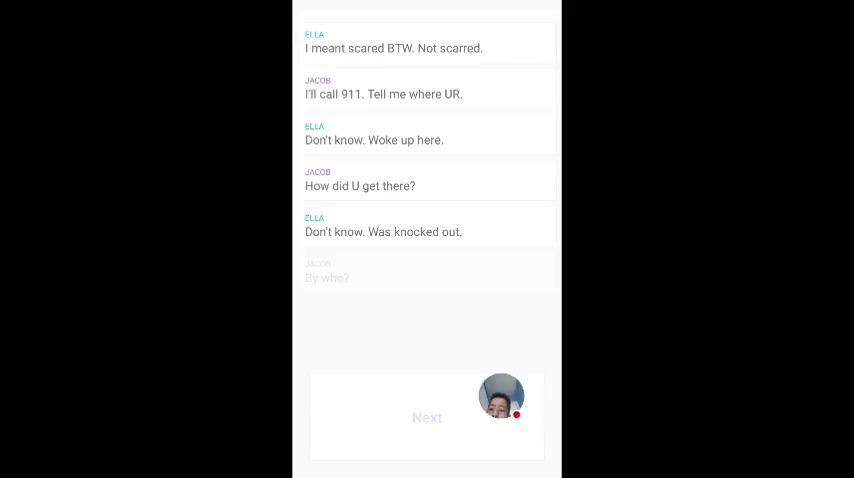 ELLA
I meant scared BTW. Not scarred.
JACOB
I'll call 911. Tell me where UR.
ELLA
Don't know. Woke up here.
JACOB
How did U get there?
ELLA
Don't know. Was knocked out.
JACOB
By who?
Next